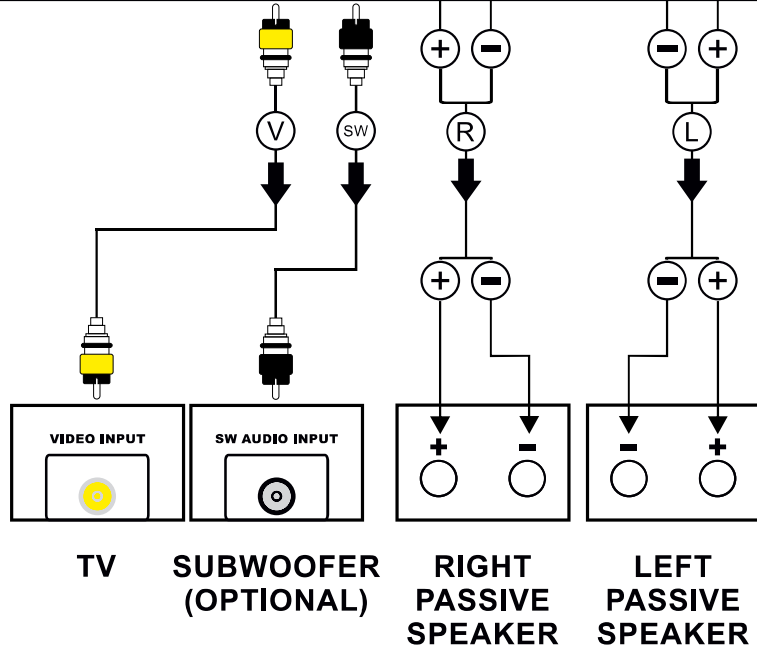 + − − +
V SW R L
+ − − +
VIDEO INPUT SW AUDIO INPUT + − − +
TV SUBWOOFER RIGHT LEFT
(OPTIONAL) PASSIVE PASSIVE
SPEAKER SPEAKER